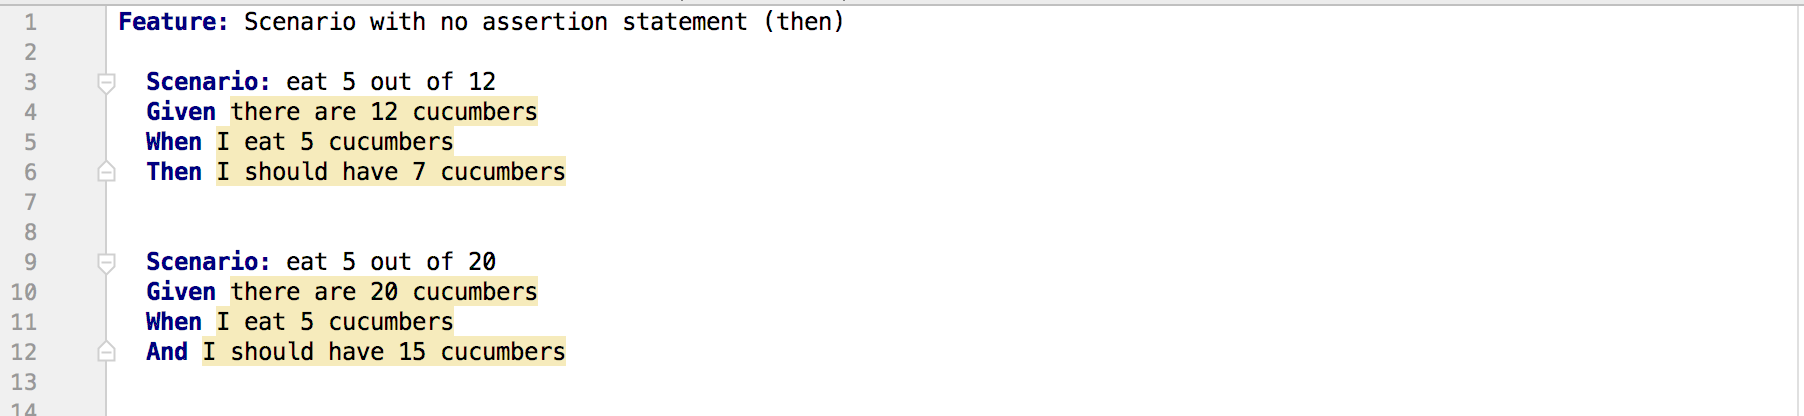 1 Feature: Scenario with no assertion statement (then)
2
3 Scenario: eat 5 out of 12
4 Given there are 12 cucumbers
5 When I eat 5 cucumbers
6 Then I should have 7 cucumbers
7
8
9 Scenario: eat 5 out of 20
10 Given there are 20 cucumbers
11 When I eat 5 cucumbers
12 And I should have 15 cucumbers
13
14